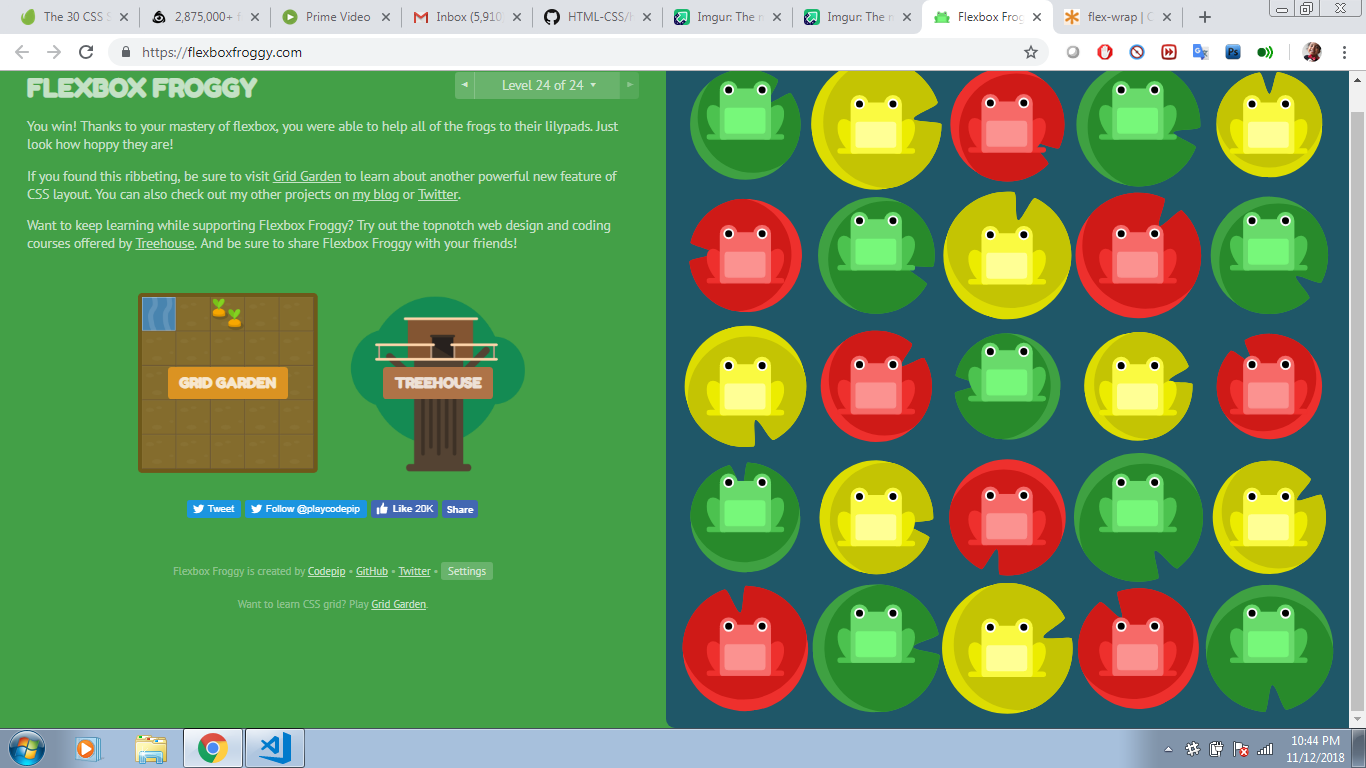 The 30 CSS S
2,875,000+ f
Prime Video
Inbox (5,910)
HTML-CSS/h
Imgur: The m
Imgur: The m
Flexbox Frog
flex-wrap | C
https://flexboxfroggy.com
FLEXBOX FROGGY
Level 24 of 24
You win! Thanks to your mastery of flexbox, you were able to help all of the frogs to their lilypads. Just
look how hoppy they are!
If you found this ribbeting, be sure to visit Grid Garden to learn about another powerful new feature of
CSS layout. You can also check out my other projects on my blog or Twitter.
Want to keep learning while supporting Flexbox Froggy? Try out the topnotch web design and coding
courses offered by Treehouse. And be sure to share Flexbox Froggy with your friends!
GRID GARDEN
TREEHOUSE
Tweet
Follow @playcodepip
Like 20K
Share
Flexbox Froggy is created by Codepip • GitHub • Twitter • Settings
Want to learn CSS grid? Play Grid Garden.
10:44 PM
11/12/2018